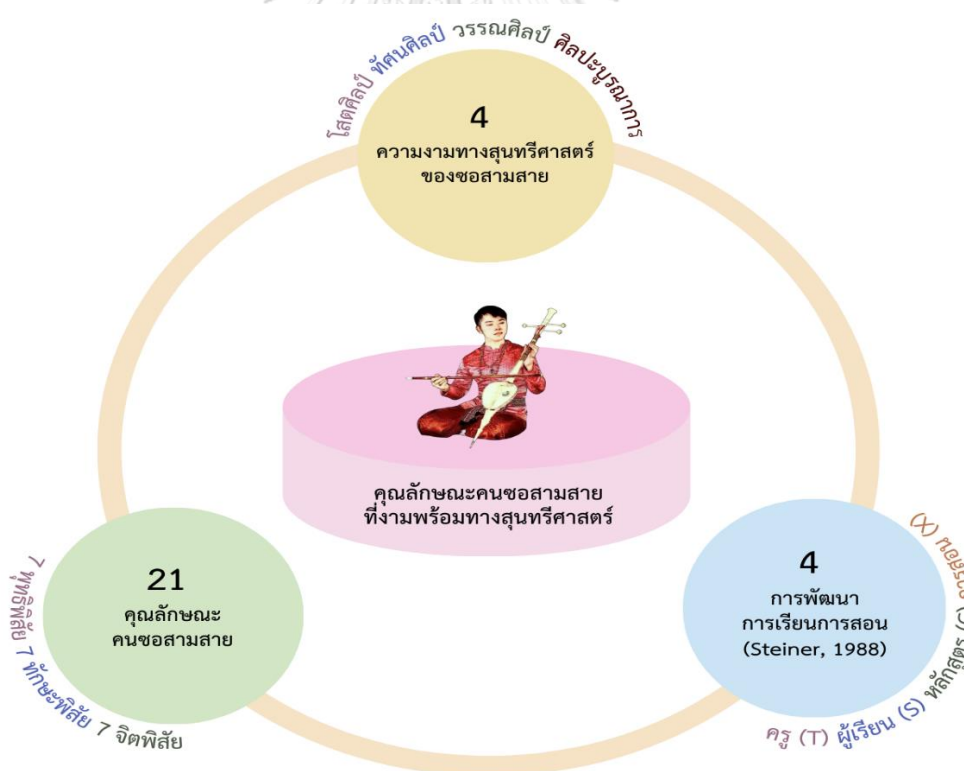 โสตศิลป์ ทัศนศิลป์ วรรณศิลป์ ศิลปะบูรณาการ
4
ความงามทางสุนทรีศาสตร์
ของซอสามสาย
คุณลักษณะคนซอสามสาย
ที่งามพร้อมทางสุนทรีศาสตร์
21
คุณลักษณะ
คนซอสามสาย
7 พุทธิพิสัย 7 ทักษะพิสัย 7 จิตพิสัย
4
การพัฒนา
การเรียนการสอน
(Steiner, 1988)
ครู (T) ผู้เรียน (S) หลักสูตร (C) การสอน (X)